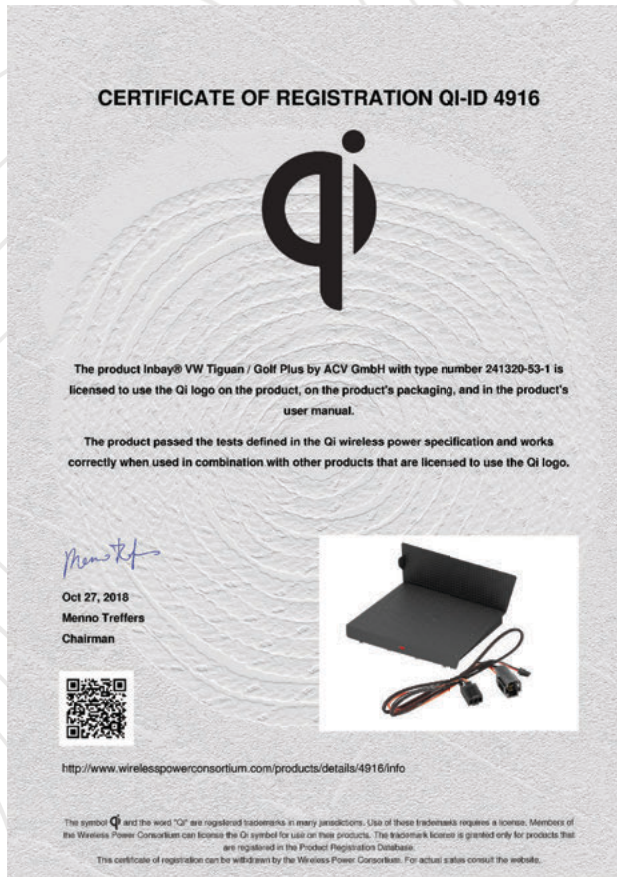 CERTIFICATE OF REGISTRATION QI-ID 4916
qi
The product Inbay® VW Tiguan / Golf Plus by ACV GmbH with type number 241320-53-1 is
licensed to use the Qi logo on the product, on the product's packaging, and in the product's
user manual.
The product passed the tests defined in the Qi wireless power specification and works
correctly when used in combination with other products that are licensed to use the Qi logo.
Oct 27, 2018
Menno Treffers
Chairman
http://www.wirelesspowerconsortium.com/products/details/4916/info
The symbol qi and the word "Qi" are registered trademarks in many jurisdictions. Use of these trademarks requires a license. Members of
the Wireless Power Consortium can license the Qi symbol for use on their products. The trademark license is granted only for products that
are registered in the Product Registration Database.
This certificate of registration can be withdrawn by the Wireless Power Consortium. For actual status consult the website.